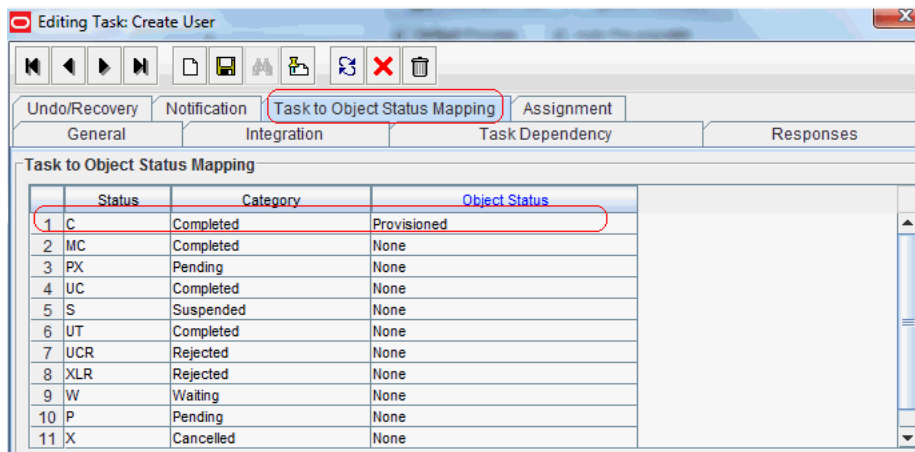 Editing Task: Create User
X
Undo/Recovery Notification Task to Object Status Mapping Assignment
General Integration Task Dependency Responses
Task to Object Status Mapping
Status Category Object Status
1 C Completed Provisioned
2 MC Completed None
3 PX Pending None
4 UC Completed None
5 S Suspended None
6 UT Completed None
7 UCR Rejected None
8 XLR Rejected None
9 W Waiting None
10 P Pending None
11 X Cancelled None